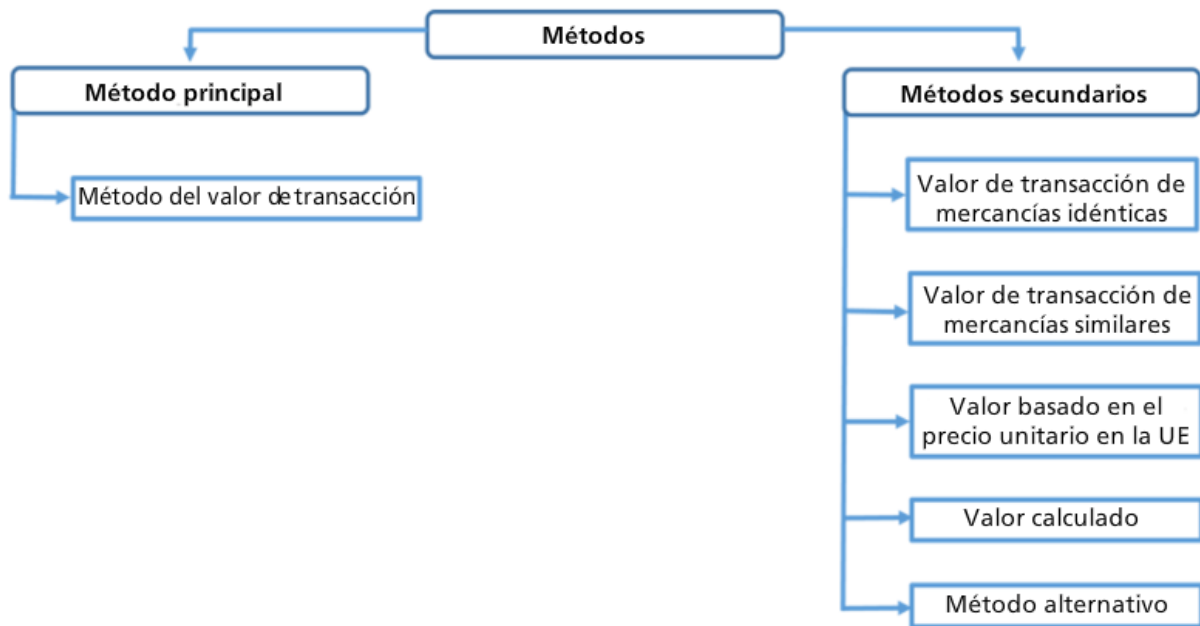 Métodos
Método principal
Método del valor de transacción
Métodos secundarios
Valor de transacción de
mercancías idénticas
Valor de transacción de
mercancías similares
Valor basado en el
precio unitario en la UE
Valor calculado
Método alternativo